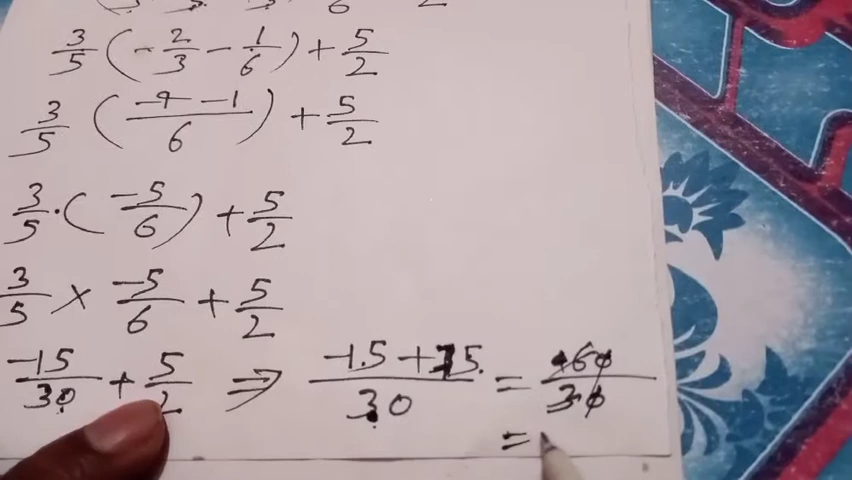 3/5 (-2/3 - 1/6) + 5/2
3/5 ((-4 - 1)/6) + 5/2
3/5 · (-5/6) + 5/2
3/5 × -5/6 + 5/2
-15/30 + 5/2 ⇒ (-15 + 75)/30 = 60/30
=